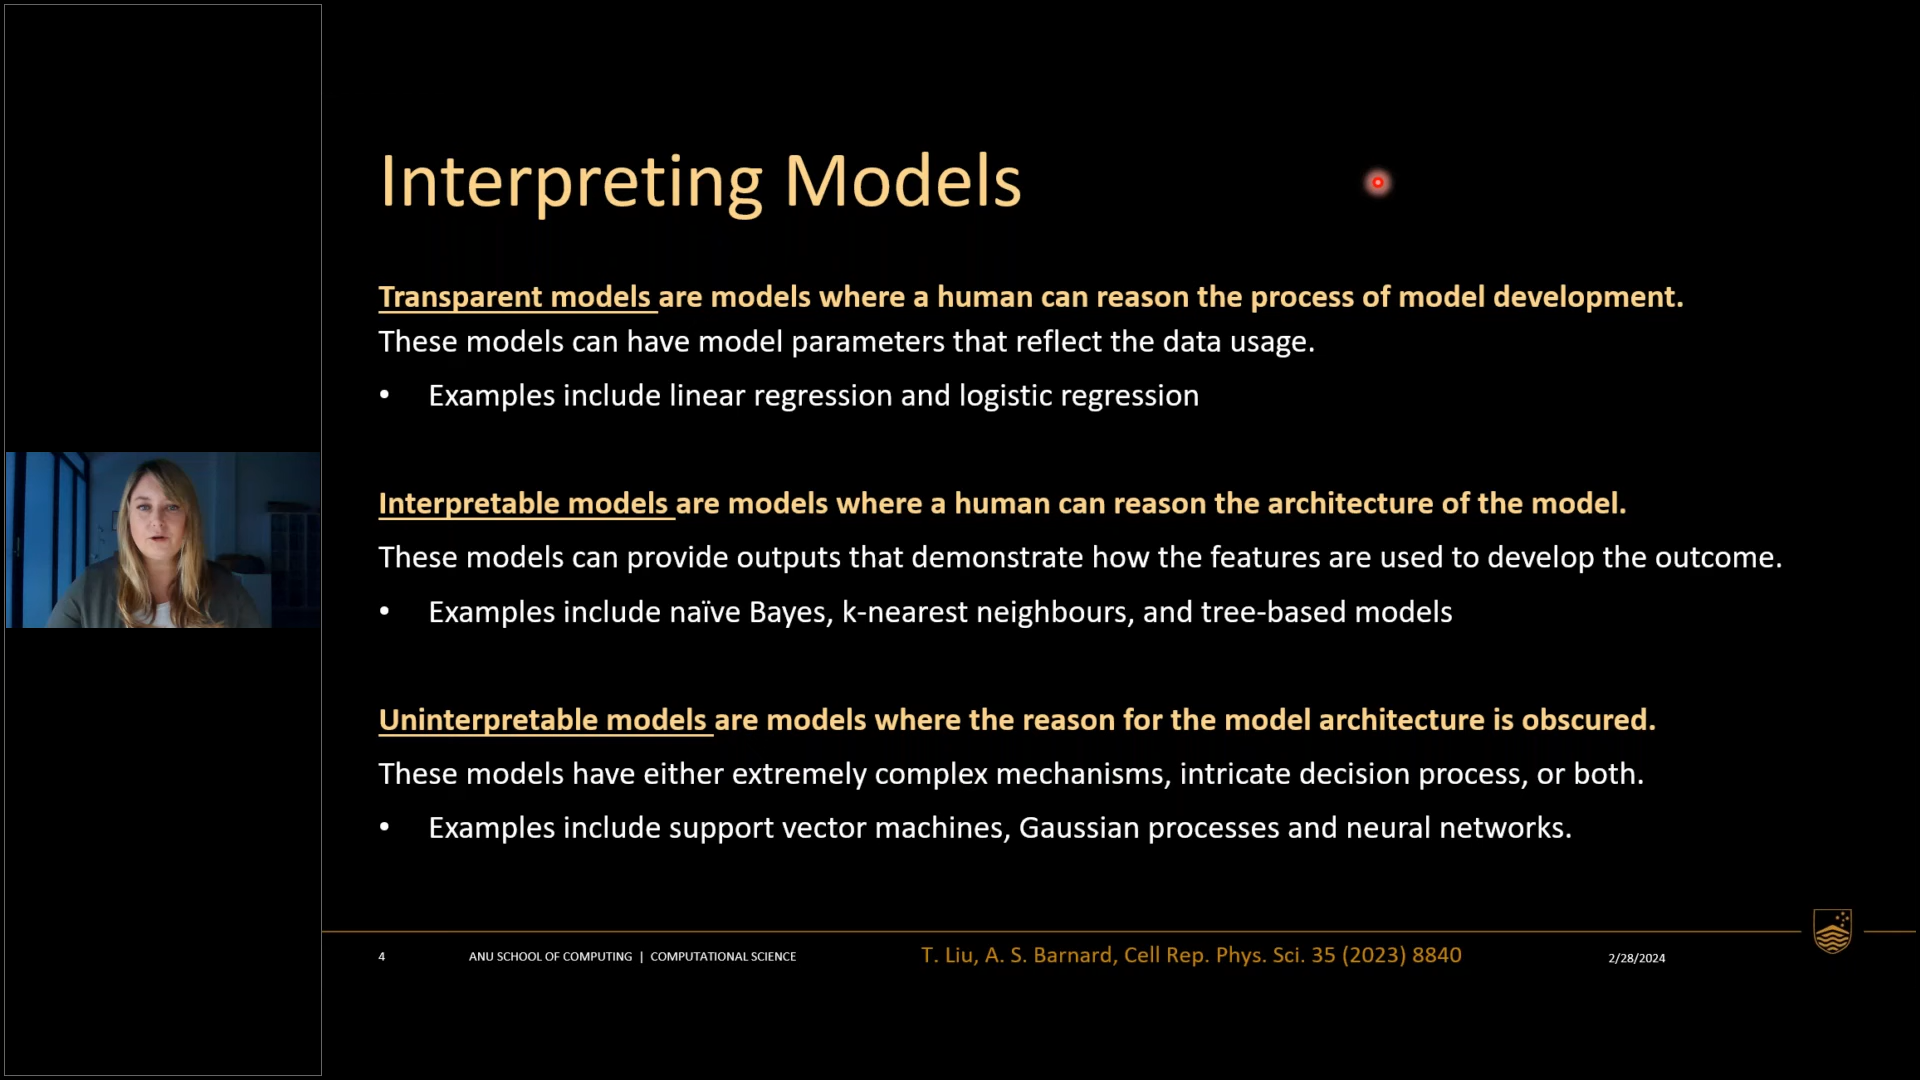 Interpreting Models
Transparent models are models where a human can reason the process of model development.
These models can have model parameters that reflect the data usage.
• Examples include linear regression and logistic regression
Interpretable models are models where a human can reason the architecture of the model.
These models can provide outputs that demonstrate how the features are used to develop the outcome.
• Examples include naïve Bayes, k-nearest neighbours, and tree-based models
Uninterpretable models are models where the reason for the model architecture is obscured.
These models have either extremely complex mechanisms, intricate decision process, or both.
• Examples include support vector machines, Gaussian processes and neural networks.
4 ANU SCHOOL OF COMPUTING | COMPUTATIONAL SCIENCE T. Liu, A. S. Barnard, Cell Rep. Phys. Sci. 35 (2023) 8840 2/28/2024